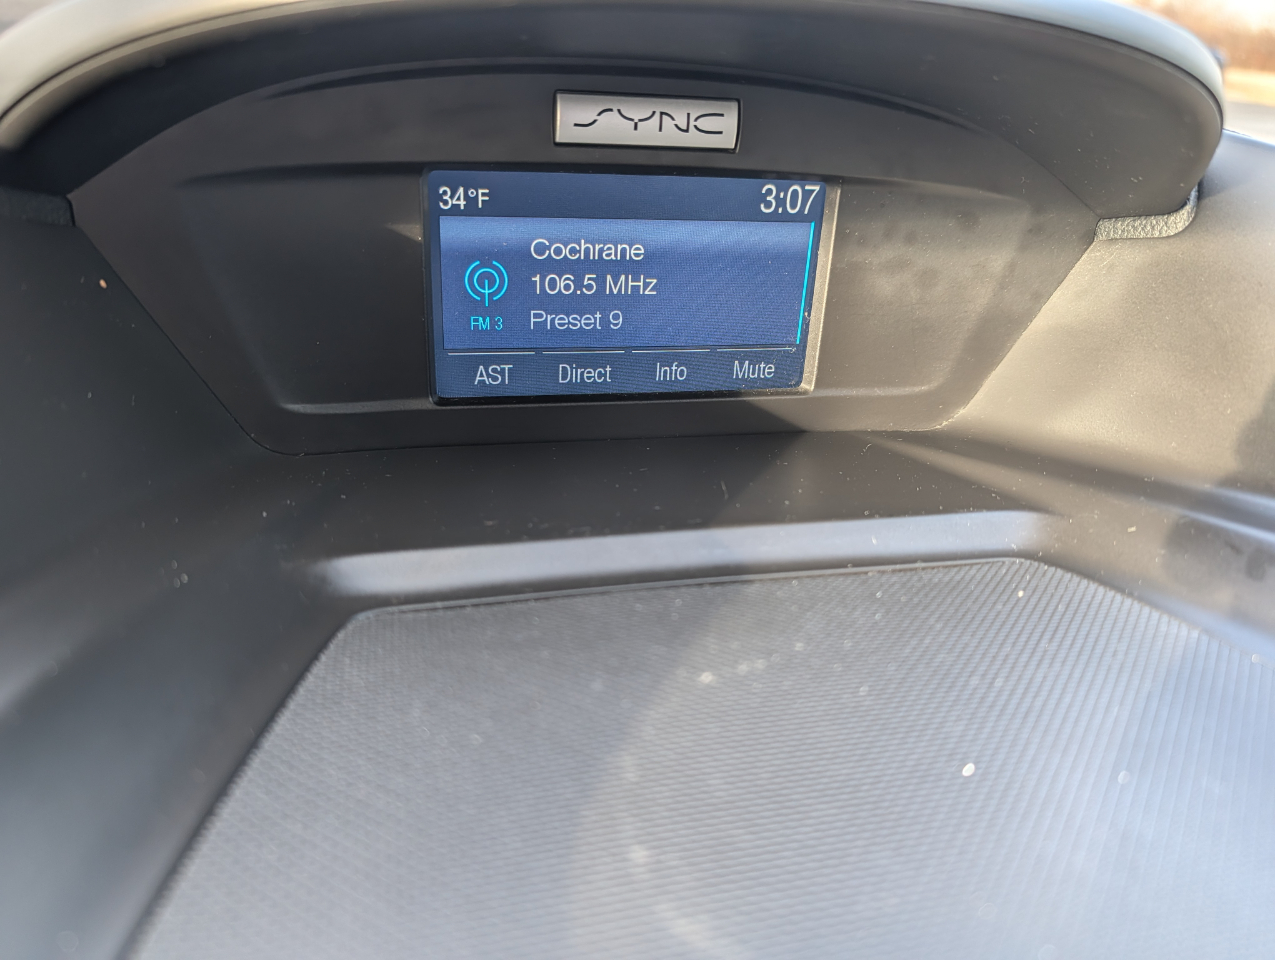 SYNC
34°F 3:07
Cochrane
106.5 MHz
FM 3 Preset 9
AST Direct Info Mute